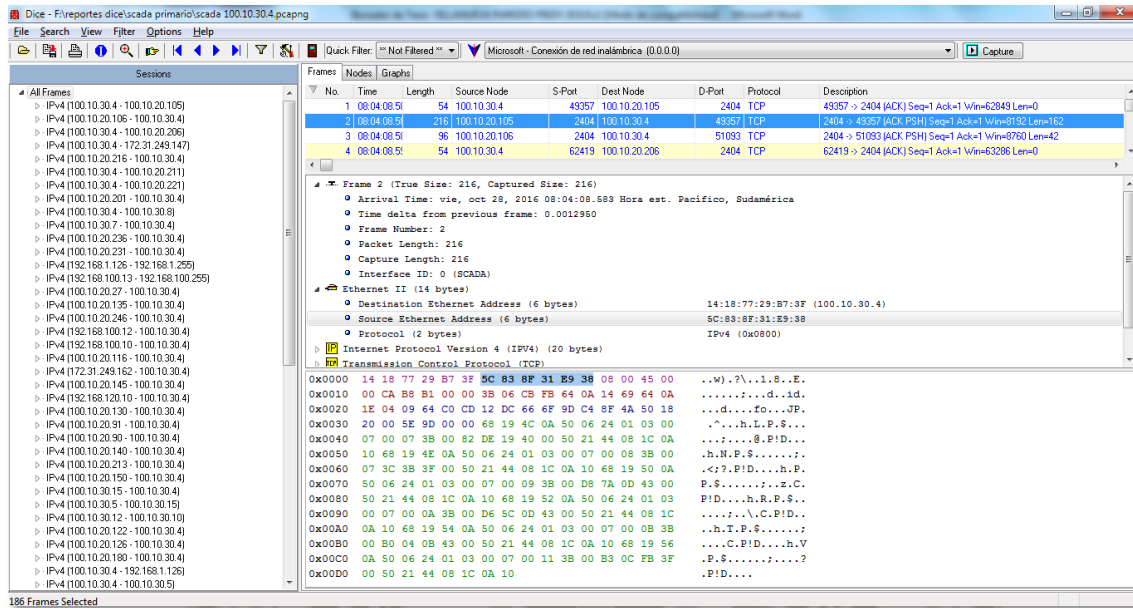 Dice - F:\reportes dice\scada primario\scada 100.10.30.4.pcapng
File Search View Filter Options Help
Quick Filter: ** Not Filtered ** Microsoft - Conexión de red inalámbrica (0.0.0.0) Capture
Sessions
All Frames
IPv4 (100.10.30.4 - 100.10.20.105)
IPv4 (100.10.20.106 - 100.10.30.4)
IPv4 (100.10.30.4 - 100.10.20.206)
IPv4 (100.10.30.4 - 172.31.249.147)
IPv4 (100.10.20.216 - 100.10.30.4)
IPv4 (100.10.30.4 - 100.10.20.211)
IPv4 (100.10.30.4 - 100.10.20.221)
IPv4 (100.10.20.201 - 100.10.30.4)
IPv4 (100.10.30.4 - 100.10.30.8)
IPv4 (100.10.30.7 - 100.10.30.4)
IPv4 (100.10.20.236 - 100.10.30.4)
IPv4 (100.10.20.231 - 100.10.30.4)
IPv4 (192.168.1.126 - 192.168.1.255)
IPv4 (192.168.100.13 - 192.168.100.255)
IPv4 (100.10.20.27 - 100.10.30.4)
IPv4 (100.10.20.135 - 100.10.30.4)
IPv4 (100.10.20.246 - 100.10.30.4)
IPv4 (192.168.100.12 - 100.10.30.4)
IPv4 (192.168.100.10 - 100.10.30.4)
IPv4 (100.10.20.116 - 100.10.30.4)
IPv4 (172.31.249.162 - 100.10.30.4)
IPv4 (100.10.20.145 - 100.10.30.4)
IPv4 (192.168.120.10 - 100.10.30.4)
IPv4 (100.10.20.130 - 100.10.30.4)
IPv4 (100.10.20.91 - 100.10.30.4)
IPv4 (100.10.20.90 - 100.10.30.4)
IPv4 (100.10.20.140 - 100.10.30.4)
IPv4 (100.10.20.213 - 100.10.30.4)
IPv4 (100.10.20.150 - 100.10.30.4)
IPv4 (100.10.30.15 - 100.10.30.4)
IPv4 (100.10.30.5 - 100.10.30.15)
IPv4 (100.10.30.12 - 100.10.30.10)
IPv4 (100.10.20.122 - 100.10.30.4)
IPv4 (100.10.20.126 - 100.10.30.4)
IPv4 (100.10.20.180 - 100.10.30.4)
IPv4 (100.10.30.4 - 192.168.1.126)
IPv4 (100.10.30.4 - 100.10.30.5)
Frames Nodes Graphs
No. Time Length Source Node S-Port Dest Node D-Port Protocol Description
1 08:04:08.5 54 100.10.30.4 49357 100.10.20.105 2404 TCP 49357 -> 2404 (ACK) Seq=1 Ack=1 Win=62849 Len=0
2 08:04:08.5 216 100.10.20.105 2404 100.10.30.4 49357 TCP 2404 -> 49357 (ACK PSH) Seq=1 Ack=1 Win=8192 Len=162
3 08:04:08.5 96 100.10.20.106 2404 100.10.30.4 51093 TCP 2404 -> 51093 (ACK PSH) Seq=1 Ack=1 Win=8760 Len=42
4 08:04:08.5 54 100.10.30.4 62419 100.10.20.206 2404 TCP 62419 -> 2404 (ACK) Seq=1 Ack=1 Win=63286 Len=0
Frame 2 (True Size: 216, Captured Size: 216)
Arrival Time: vie, oct 28, 2016 08:04:08.583 Hora est. Pacífico, Sudamérica
Time delta from previous frame: 0.0012950
Frame Number: 2
Packet Length: 216
Capture Length: 216
Interface ID: 0 (SCADA)
Ethernet II (14 bytes)
Destination Ethernet Address (6 bytes) 14:18:77:29:B7:3F (100.10.30.4)
Source Ethernet Address (6 bytes) 5C:83:8F:31:E9:38
Protocol (2 bytes) IPv4 (0x0800)
IP Internet Protocol Version 4 (IPV4) (20 bytes)
TCP Transmission Control Protocol (TCP)
0x0000 14 18 77 29 B7 3F 5C 83 8F 31 E9 38 08 00 45 00 ..w).?\..1.8..E.
0x0010 00 CA B8 B1 00 00 3B 06 CB FB 64 0A 14 69 64 0A ......;...d..id.
0x0020 1E 04 09 64 C0 CD 12 DC 66 6F 9D C4 8F 4A 50 18 ...d....fo...JP.
0x0030 20 00 5E 9D 00 00 68 19 4C 0A 50 06 24 01 03 00 .^...h.L.P.$...
0x0040 07 00 07 3B 00 82 DE 19 40 00 50 21 44 08 1C 0A ...;....@.P!D...
0x0050 10 68 19 4E 0A 50 06 24 01 03 00 07 00 08 3B 00 .h.N.P.$......;.
0x0060 07 3C 3B 3F 00 50 21 44 08 1C 0A 10 68 19 50 0A .<;?.P!D....h.P.
0x0070 50 06 24 01 03 00 07 00 09 3B 00 D8 7A 0D 43 00 P.$......;..z.C.
0x0080 50 21 44 08 1C 0A 10 68 19 52 0A 50 06 24 01 03 P!D....h.R.P.$..
0x0090 00 07 00 0A 3B 00 D6 5C 0D 43 00 50 21 44 08 1C ....;..\.C.P!D..
0x00A0 0A 10 68 19 54 0A 50 06 24 01 03 00 07 00 0B 3B ..h.T.P.$......;
0x00B0 00 B0 04 0B 43 00 50 21 44 08 1C 0A 10 68 19 56 ....C.P!D....h.V
0x00C0 0A 50 06 24 01 03 00 07 00 11 3B 00 B3 0C FB 3F .P.$......;....?
0x00D0 00 50 21 44 08 1C 0A 10 .P!D....
186 Frames Selected